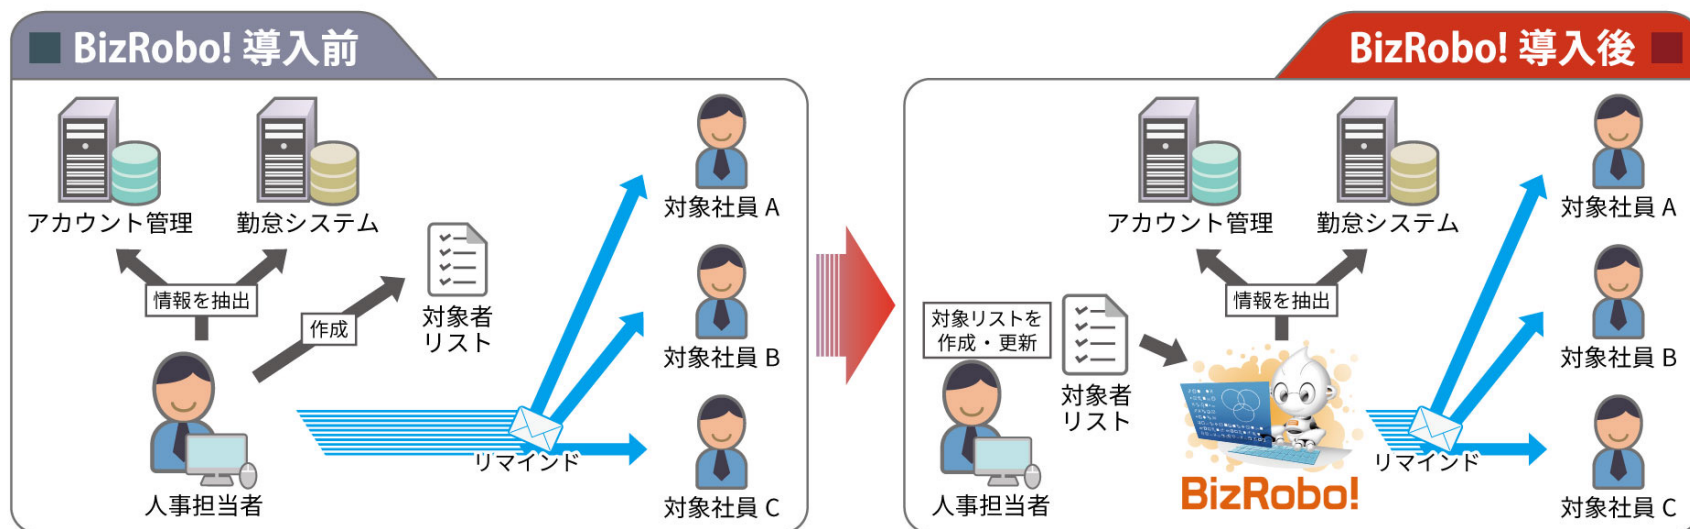 BizRobo! 導入前
アカウント管理
勤怠システム
情報を抽出
作成
対象者
リスト
人事担当者
リマインド
対象社員 A
対象社員 B
対象社員 C
BizRobo! 導入後
アカウント管理
勤怠システム
情報を抽出
対象リストを
作成・更新
対象者
リスト
人事担当者
BizRobo!
リマインド
対象社員 A
対象社員 B
対象社員 C